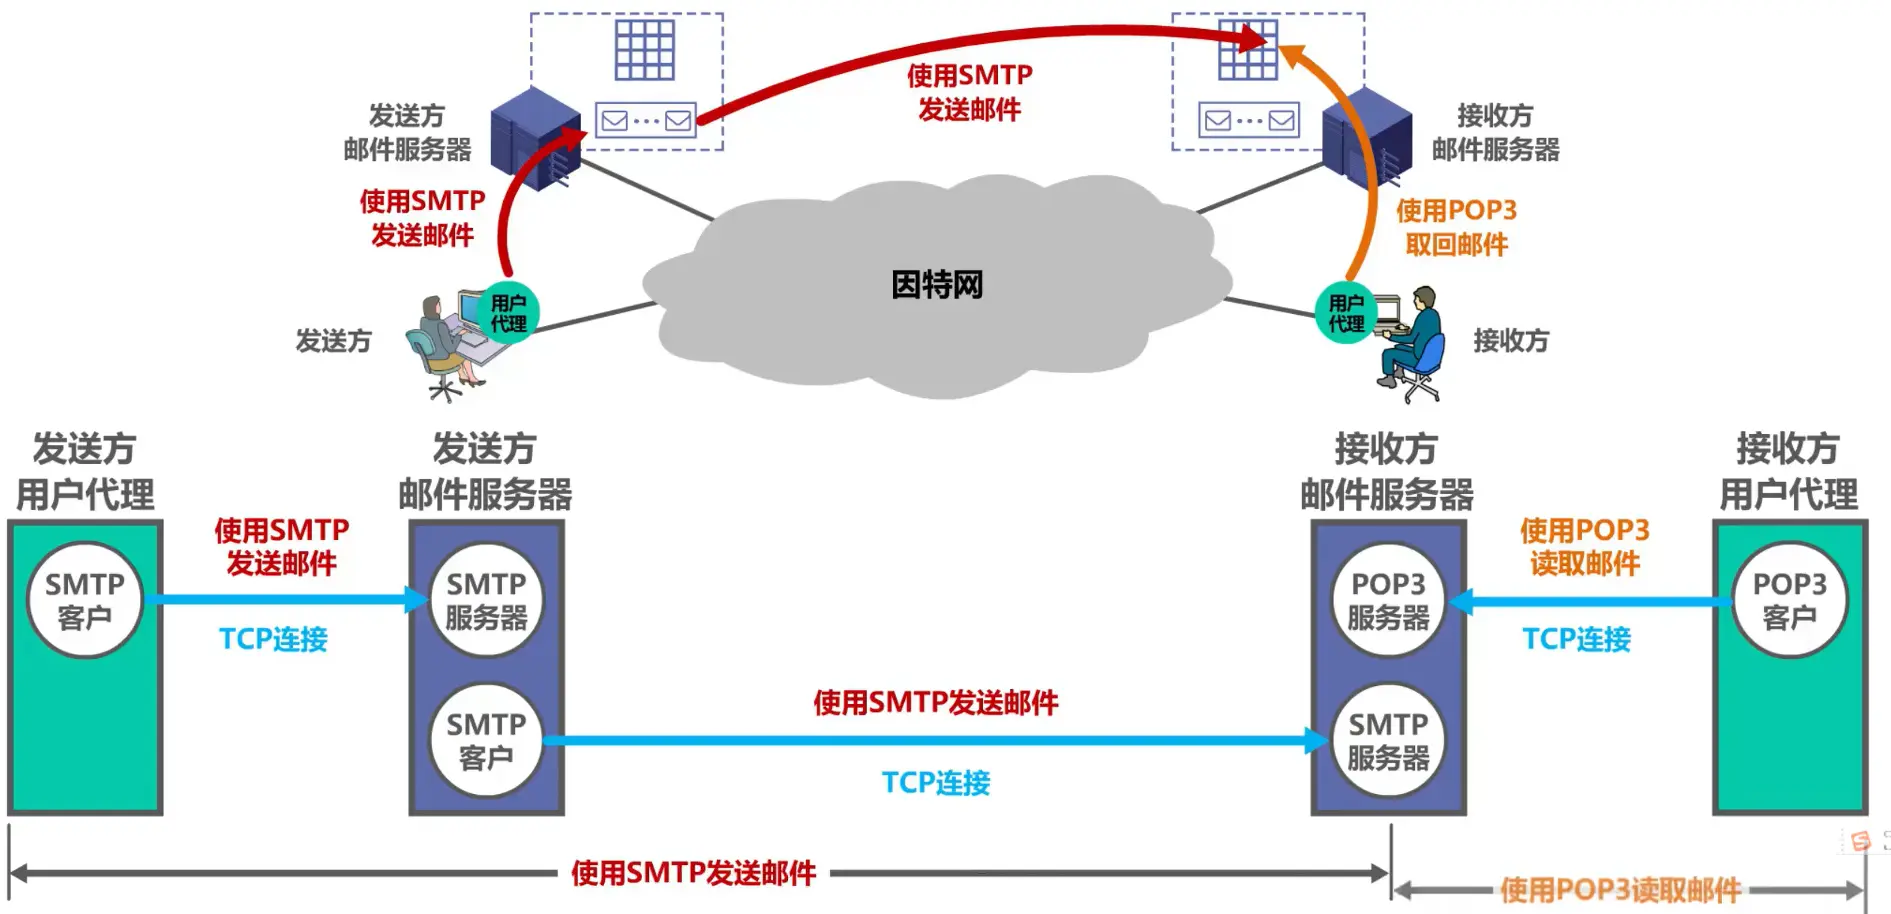 使用SMTP
发送邮件
发送方
邮件服务器
接收方
邮件服务器
使用SMTP
发送邮件
使用POP3
取回邮件
因特网
用户
代理
用户
代理
发送方
接收方
发送方
用户代理
发送方
邮件服务器
接收方
邮件服务器
接收方
用户代理
使用SMTP
发送邮件
使用POP3
读取邮件
SMTP
客户
SMTP
服务器
POP3
服务器
POP3
客户
TCP连接
TCP连接
使用SMTP发送邮件
SMTP
客户
SMTP
服务器
TCP连接
使用SMTP发送邮件
使用POP3读取邮件